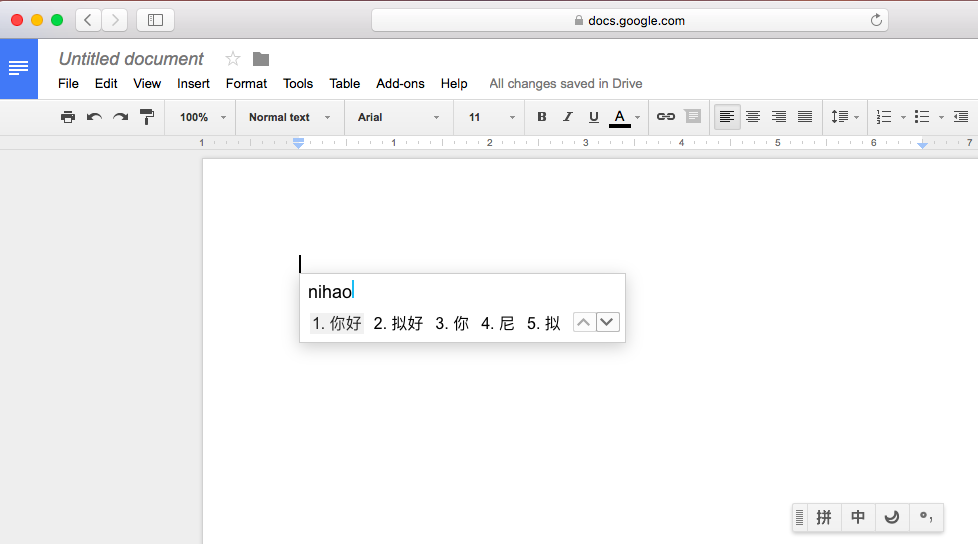 docs.google.com
Untitled document
File Edit View Insert Format Tools Table Add-ons Help All changes saved in Drive
100% Normal text Arial 11 B I U A
1 1 2 3 4 5 6 7
nihao
1. 你好 2. 拟好 3. 你 4. 尼 5. 拟
拼 中 °,